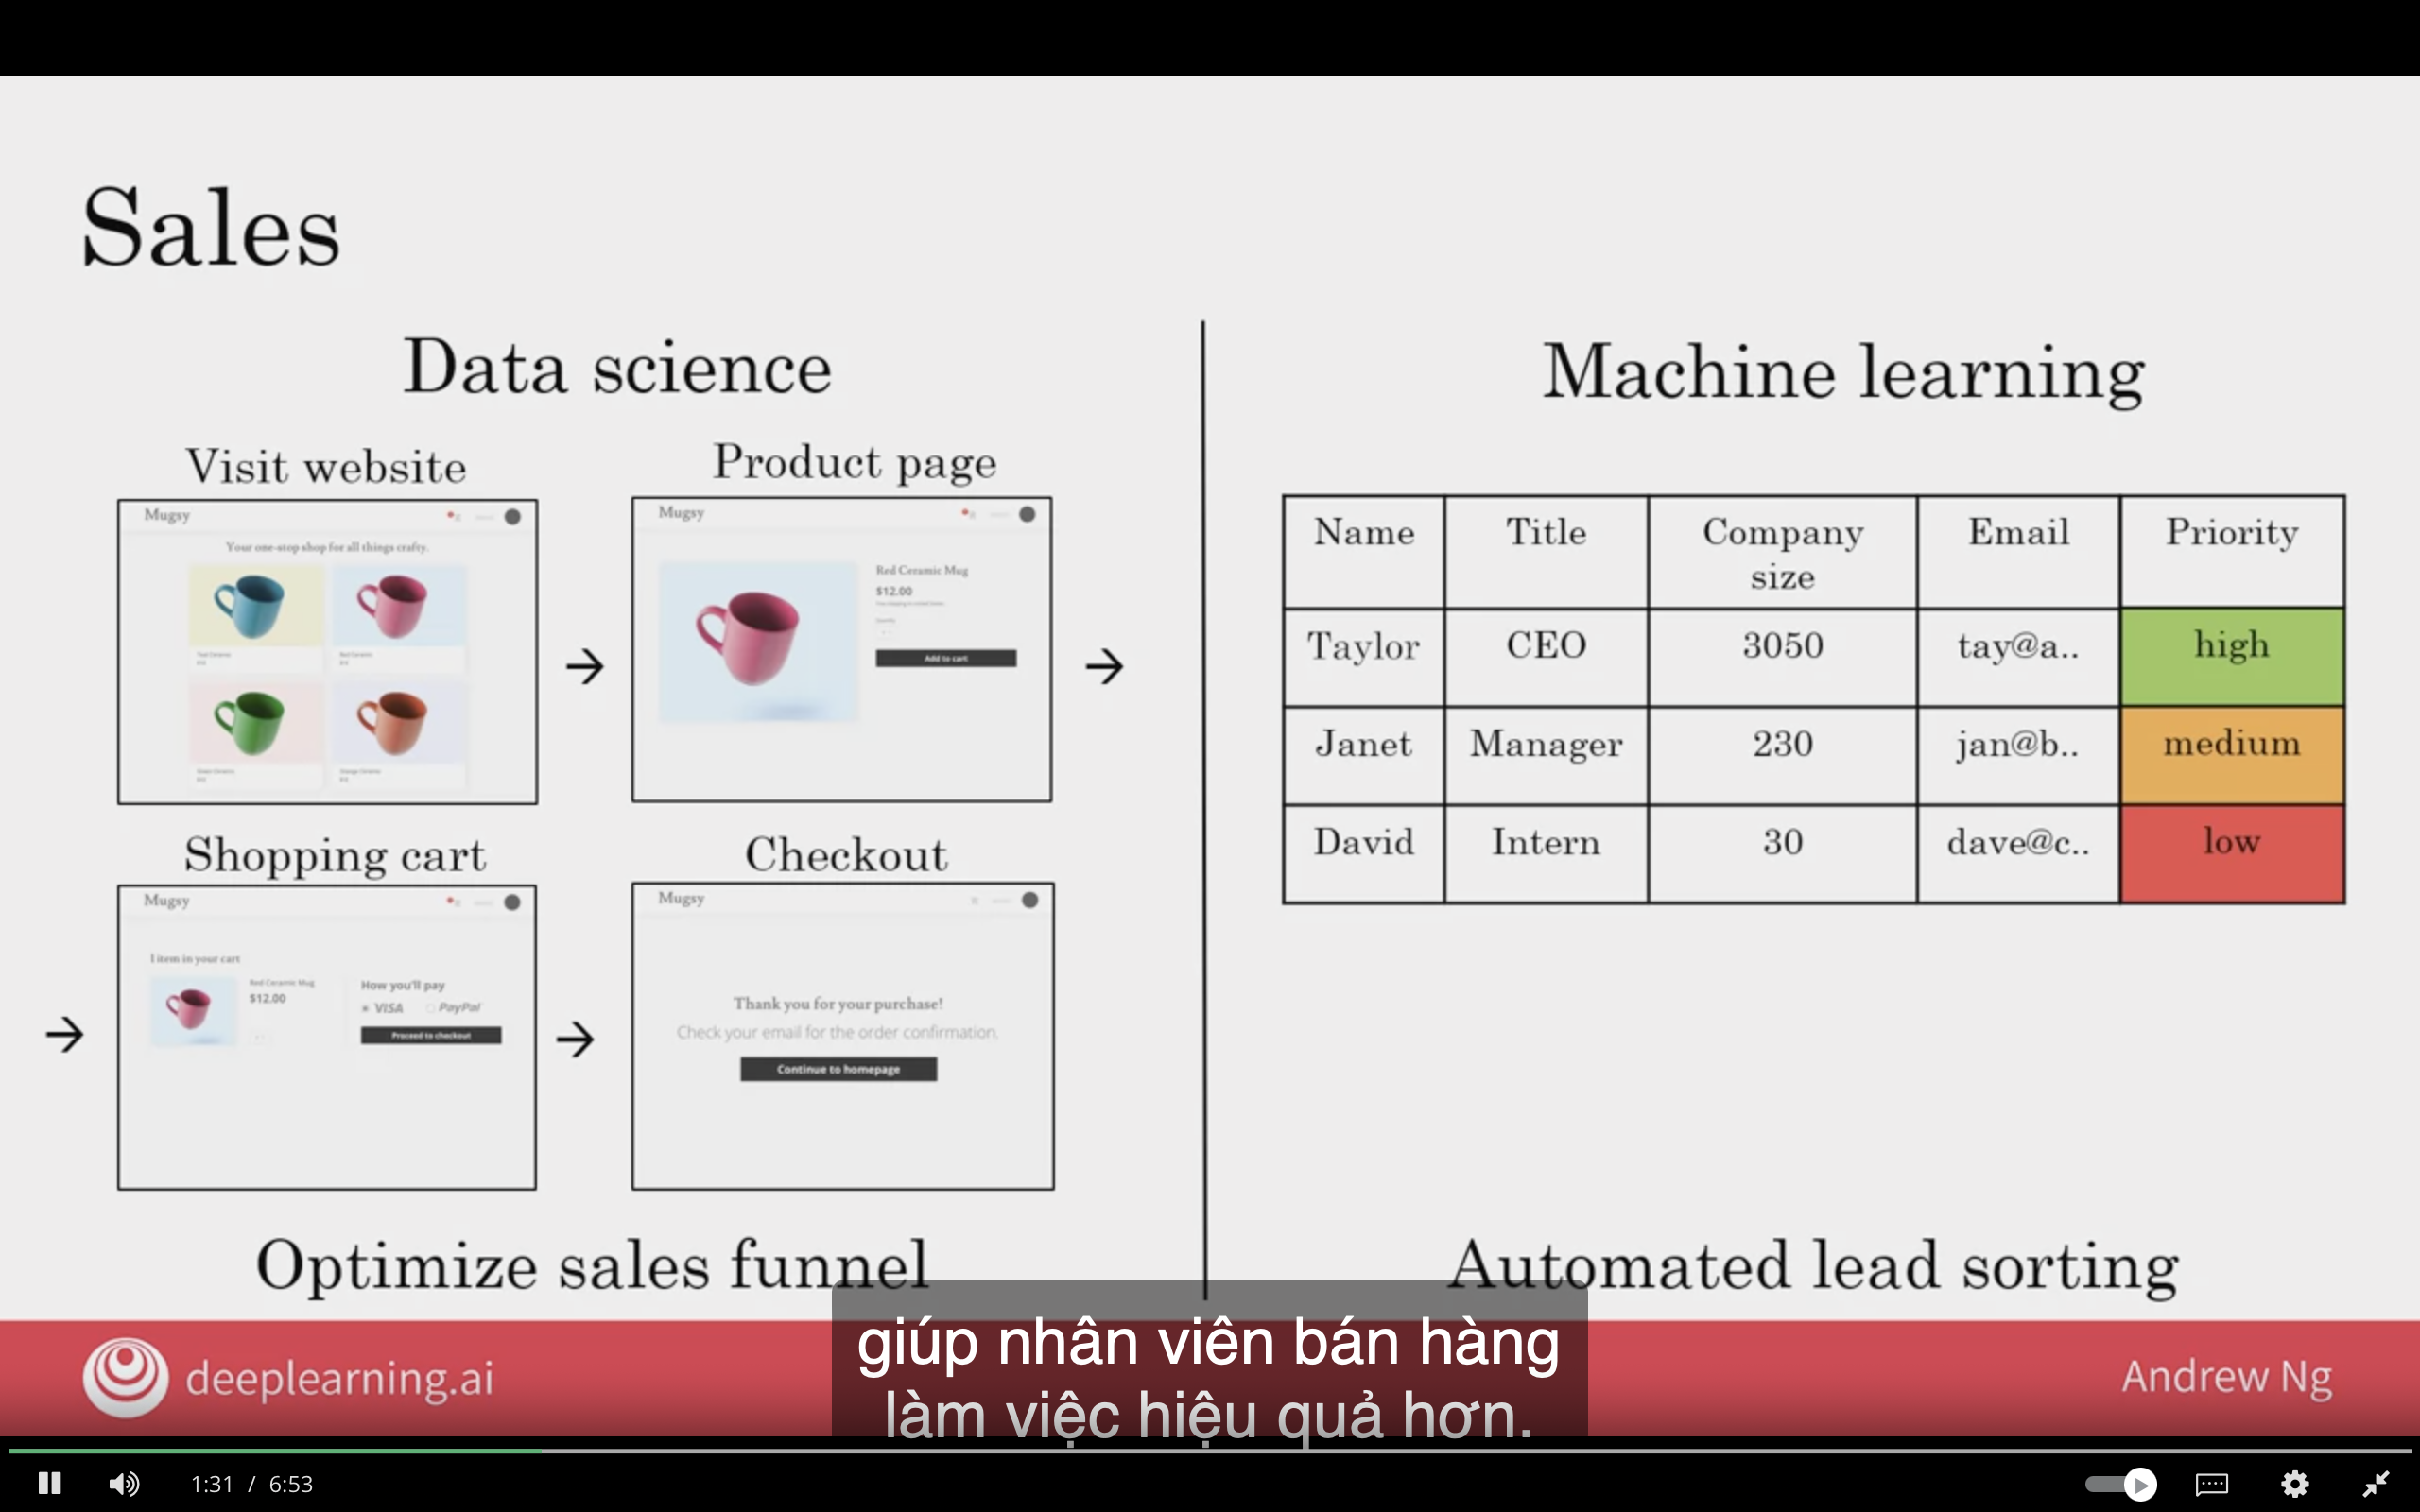 Sales
Data science
Visit website
Mugsy
Your one-stop shop for all things crafty.
Product page
Mugsy
Red Ceramic Mug
$12.00
Add to cart
Shopping cart
Mugsy
1 item in your cart
Red Ceramic Mug
$12.00
How you'll pay
VISA PayPal
Proceed to checkout
Checkout
Mugsy
Thank you for your purchase!
Check your email for the order confirmation.
Continue to homepage
Optimize sales funnel
Machine learning
Name Title Company size Email Priority
Taylor CEO 3050 tay@a.. high
Janet Manager 230 jan@b.. medium
David Intern 30 dave@c.. low
Automated lead sorting
giúp nhân viên bán hàng
làm việc hiệu quả hơn.
deeplearning.ai
Andrew Ng
1:31 / 6:53